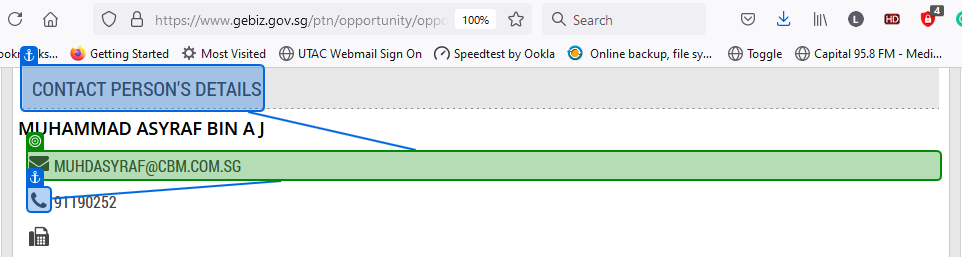 https://www.gebiz.gov.sg/ptn/opportunity/oppo 100% Search L HD 4
ks... Getting Started Most Visited UTAC Webmail Sign On Speedtest by Ookla Online backup, file sy... Toggle Capital 95.8 FM - Medi...
CONTACT PERSON'S DETAILS
MUHAMMAD ASYRAF BIN A J
MUHDASYRAF@CBM.COM.SG
91190252